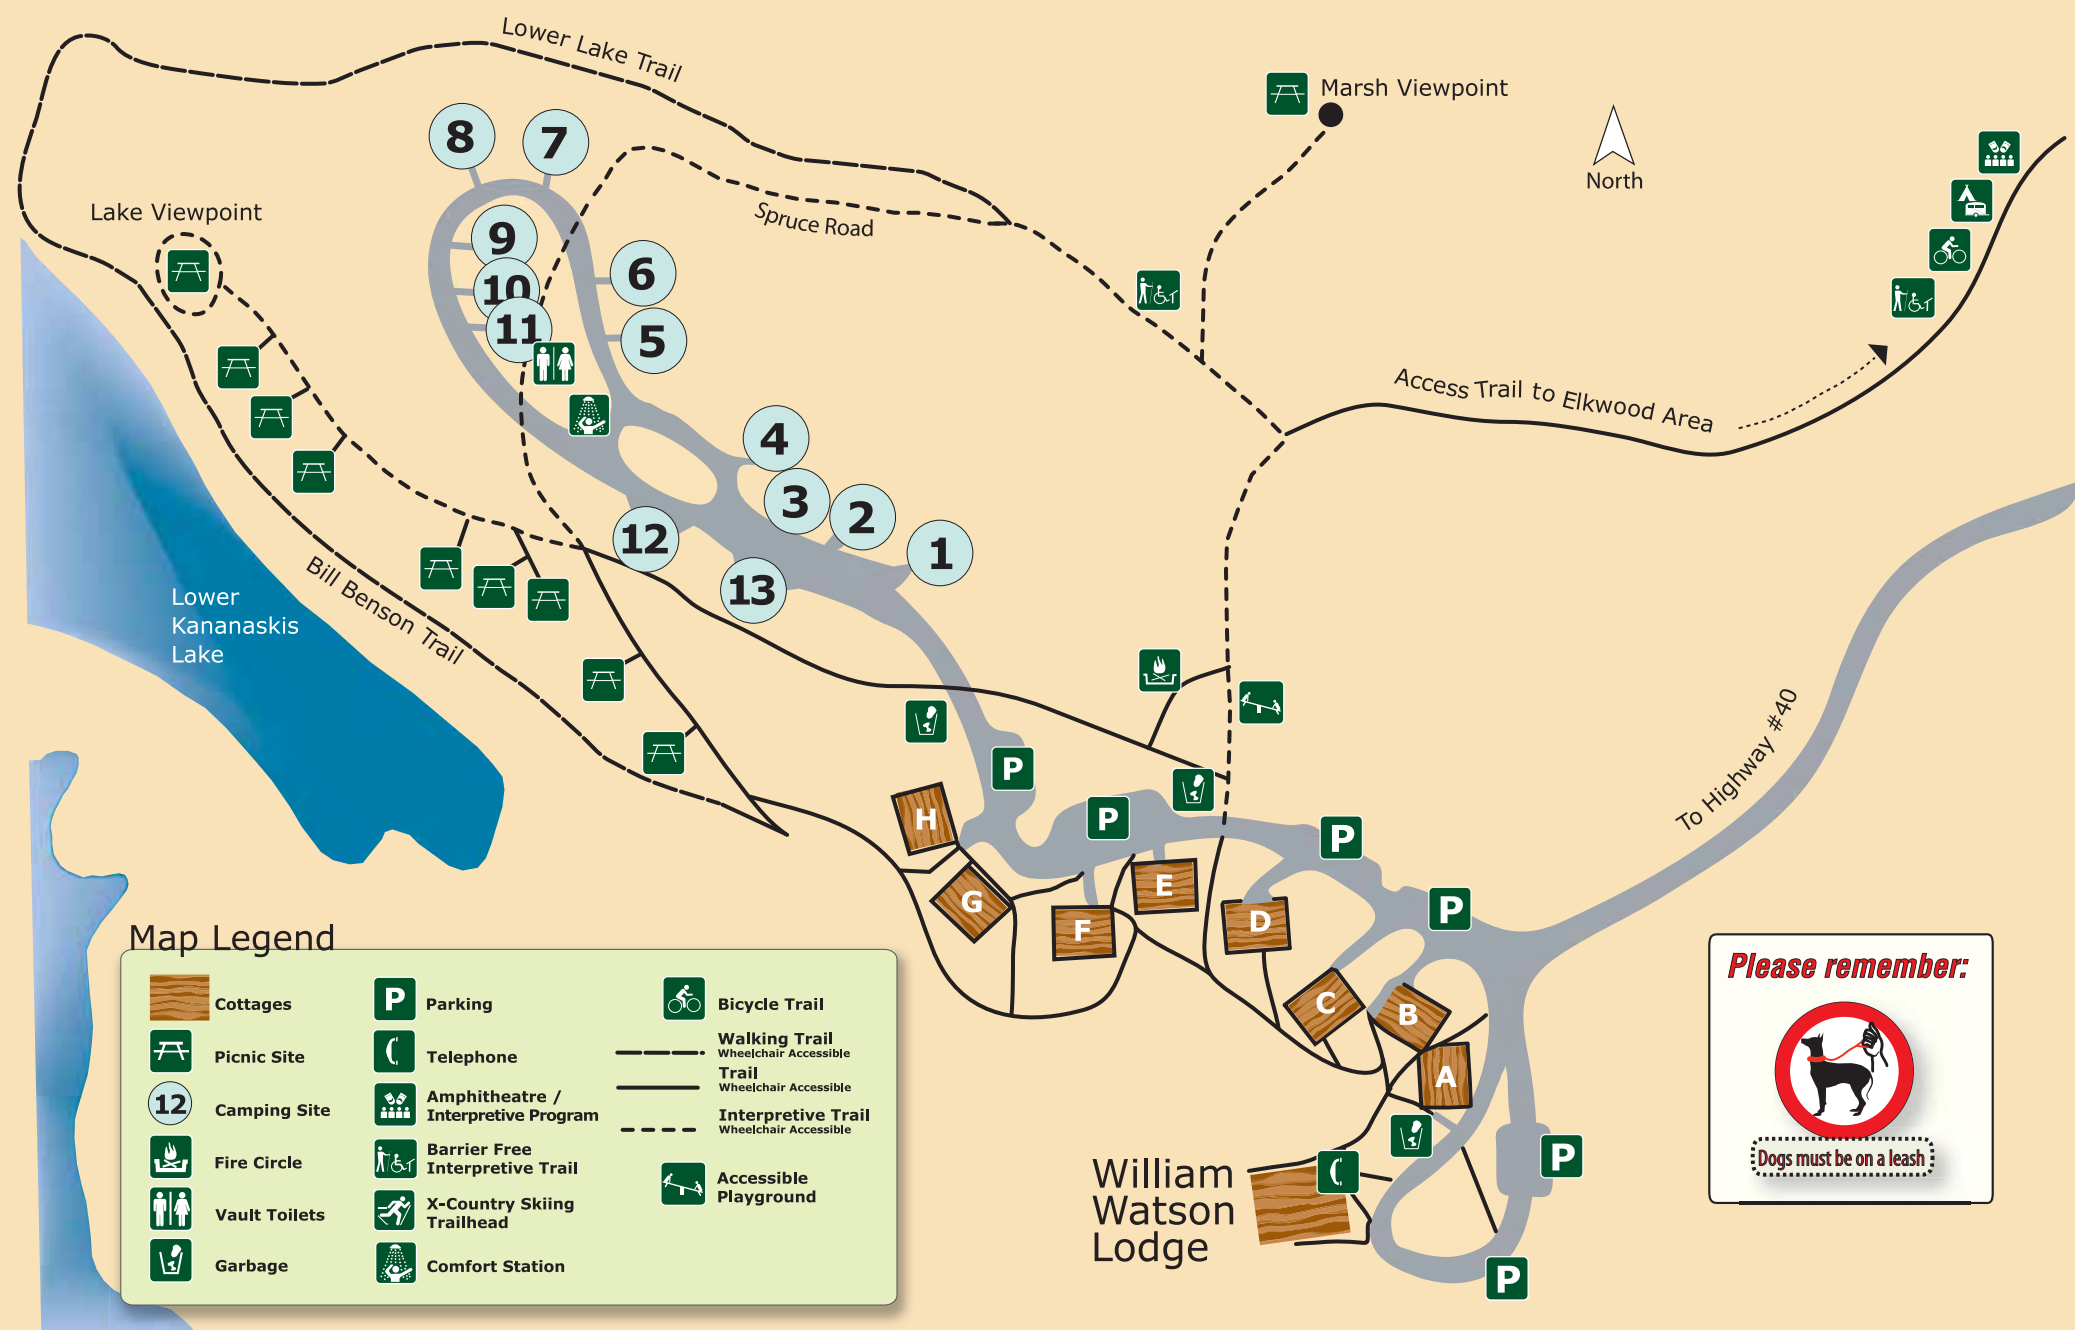 Lower Lake Trail
Marsh Viewpoint
North
8
7
Lake Viewpoint
Spruce Road
9
6
10
11
5
Access Trail to Elkwood Area
4
3
2
12
1
13
Bill Benson Trail
Lower
Kananaskis
Lake
To Highway #40
P
P
P
P
H
G
F
E
D
C
B
A
P
P
William
Watson
Lodge
Map Legend
Cottages
Picnic Site
12
Camping Site
Fire Circle
Vault Toilets
Garbage
P
Parking
Telephone
Amphitheatre /
Interpretive Program
Barrier Free
Interpretive Trail
X-Country Skiing
Trailhead
Comfort Station
Bicycle Trail
Walking Trail
Wheelchair Accessible
Trail
Wheelchair Accessible
Interpretive Trail
Wheelchair Accessible
Accessible
Playground
Please remember:
Dogs must be on a leash